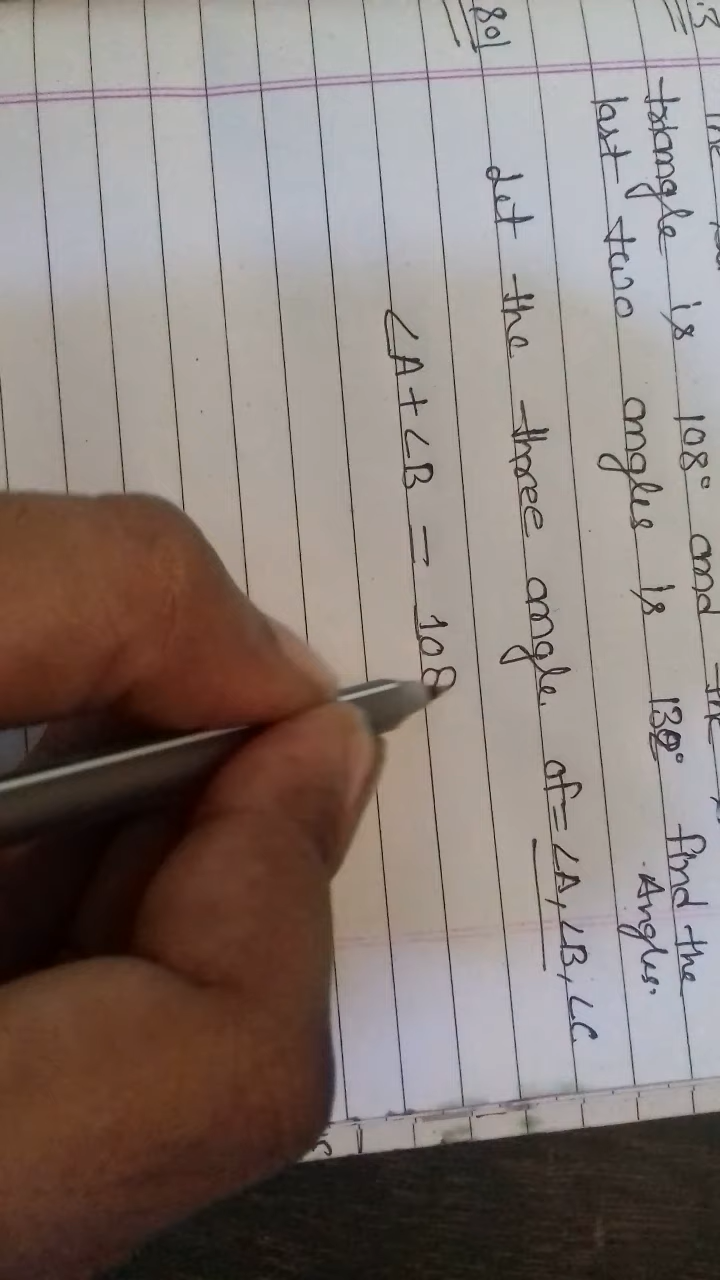 triangle is 108° and the
last two angles is 130° find the
Angles.
Sol Let the three angle of = ∠A, ∠B, ∠C
∠A + ∠B = 108